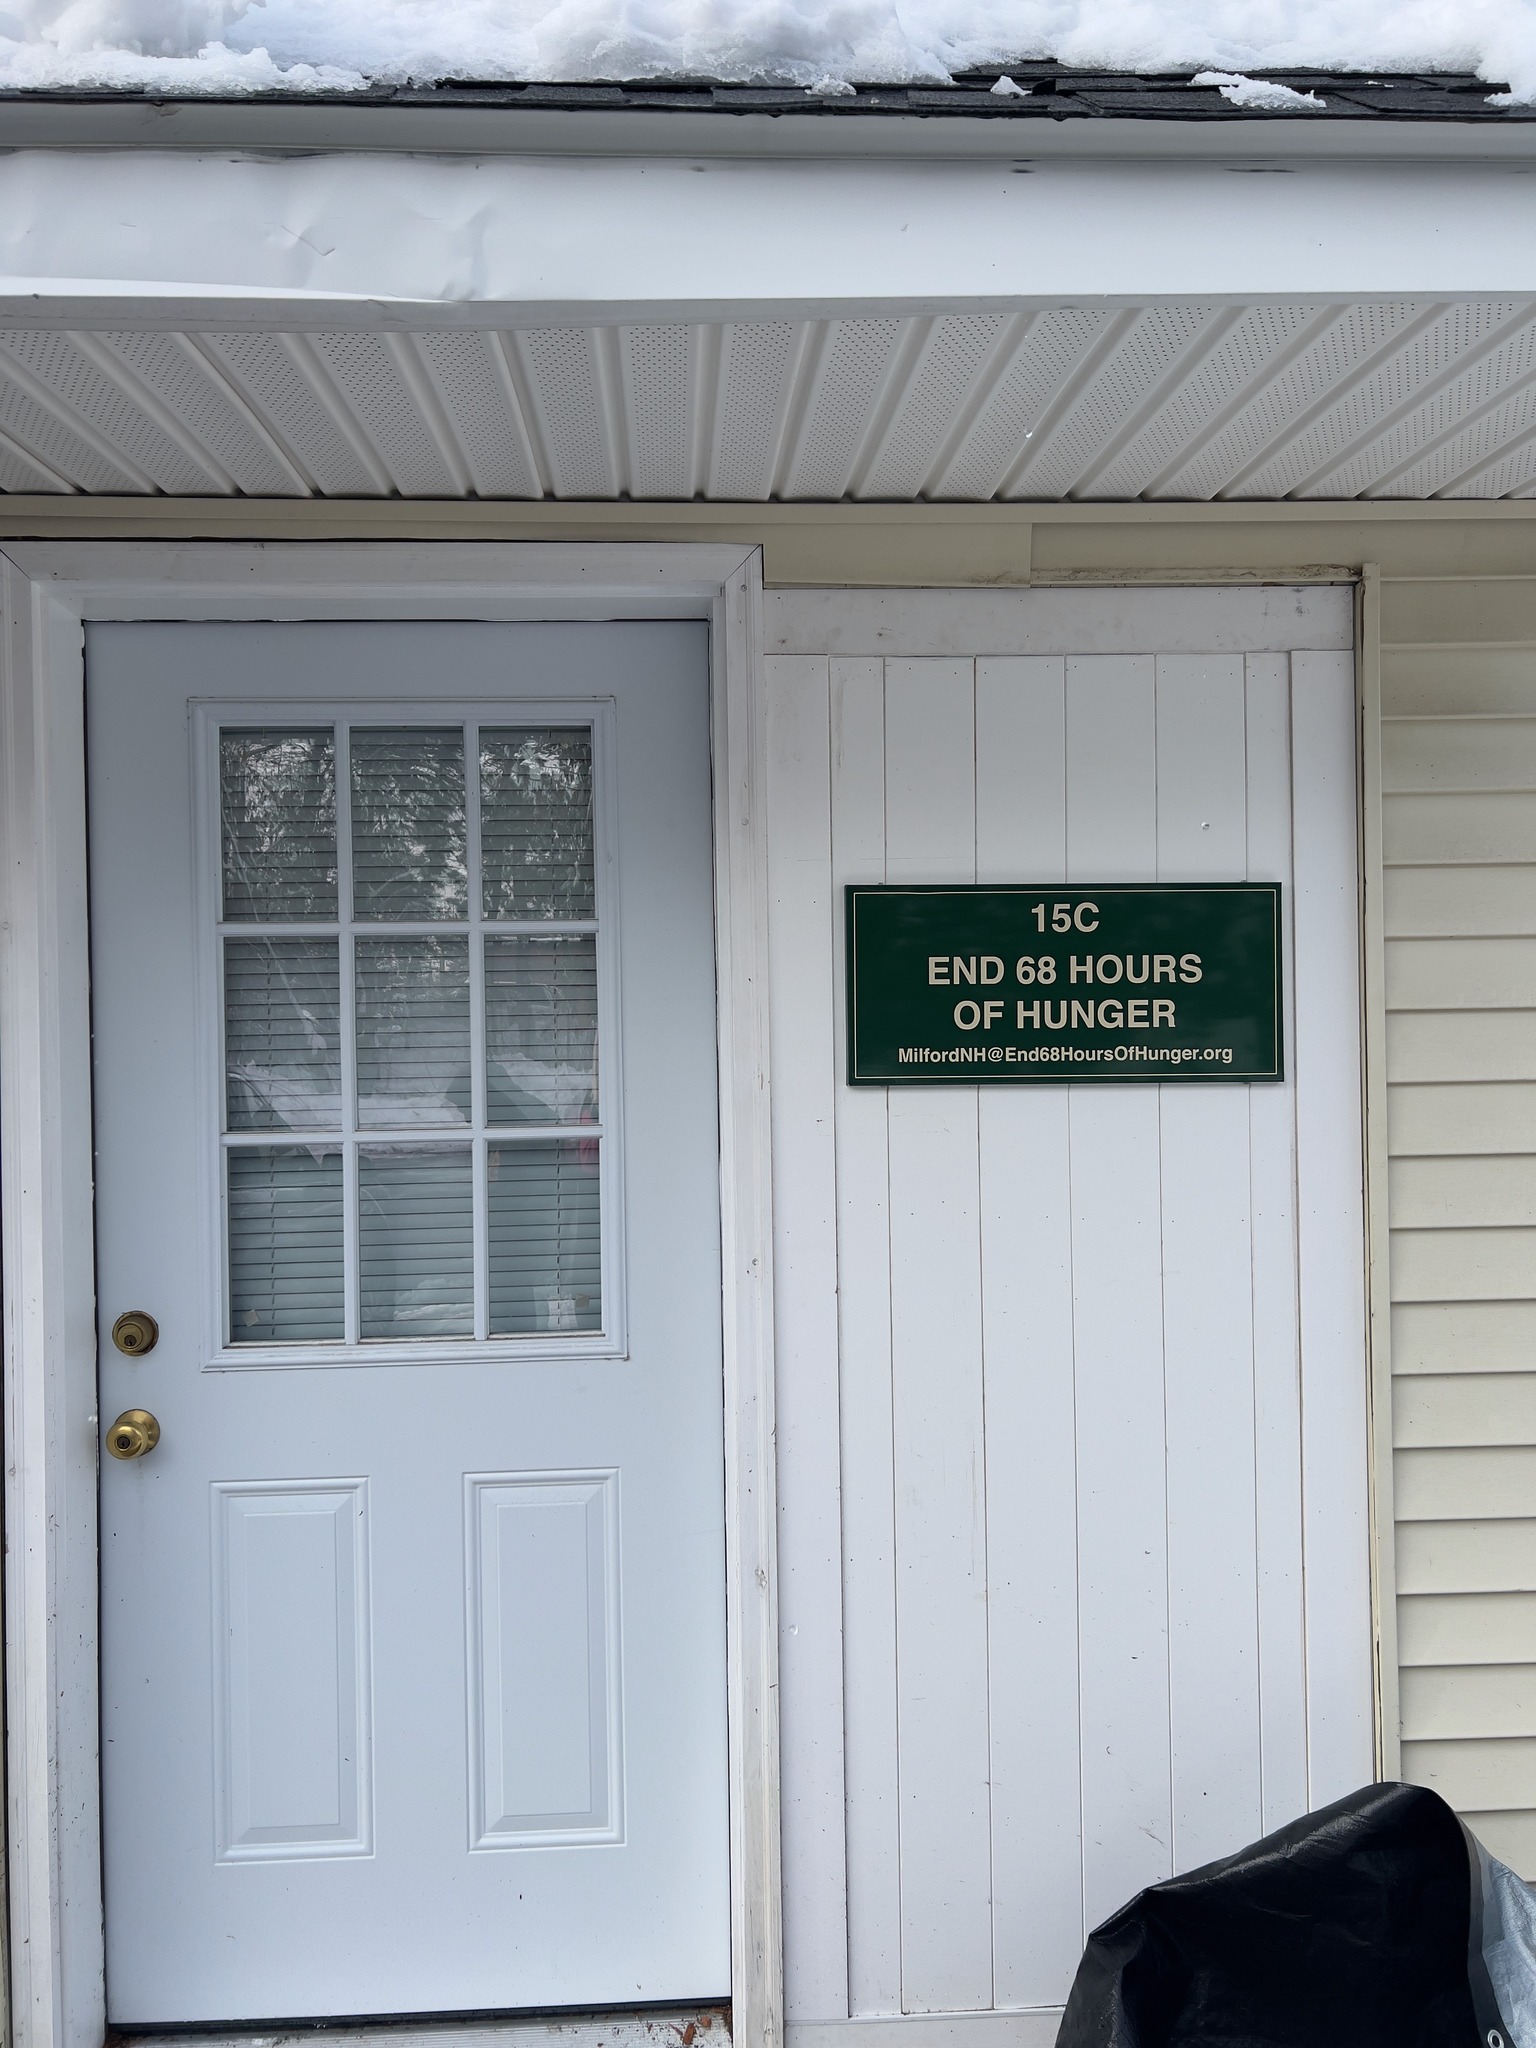 15C
END 68 HOURS
OF HUNGER
MilfordNH@End68HoursOfHunger.org